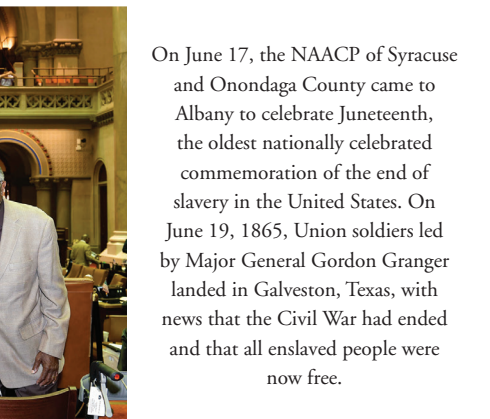 On June 17, the NAACP of Syracuse
and Onondaga County came to
Albany to celebrate Juneteenth,
the oldest nationally celebrated
commemoration of the end of
slavery in the United States. On
June 19, 1865, Union soldiers led
by Major General Gordon Granger
landed in Galveston, Texas, with
news that the Civil War had ended
and that all enslaved people were
now free.